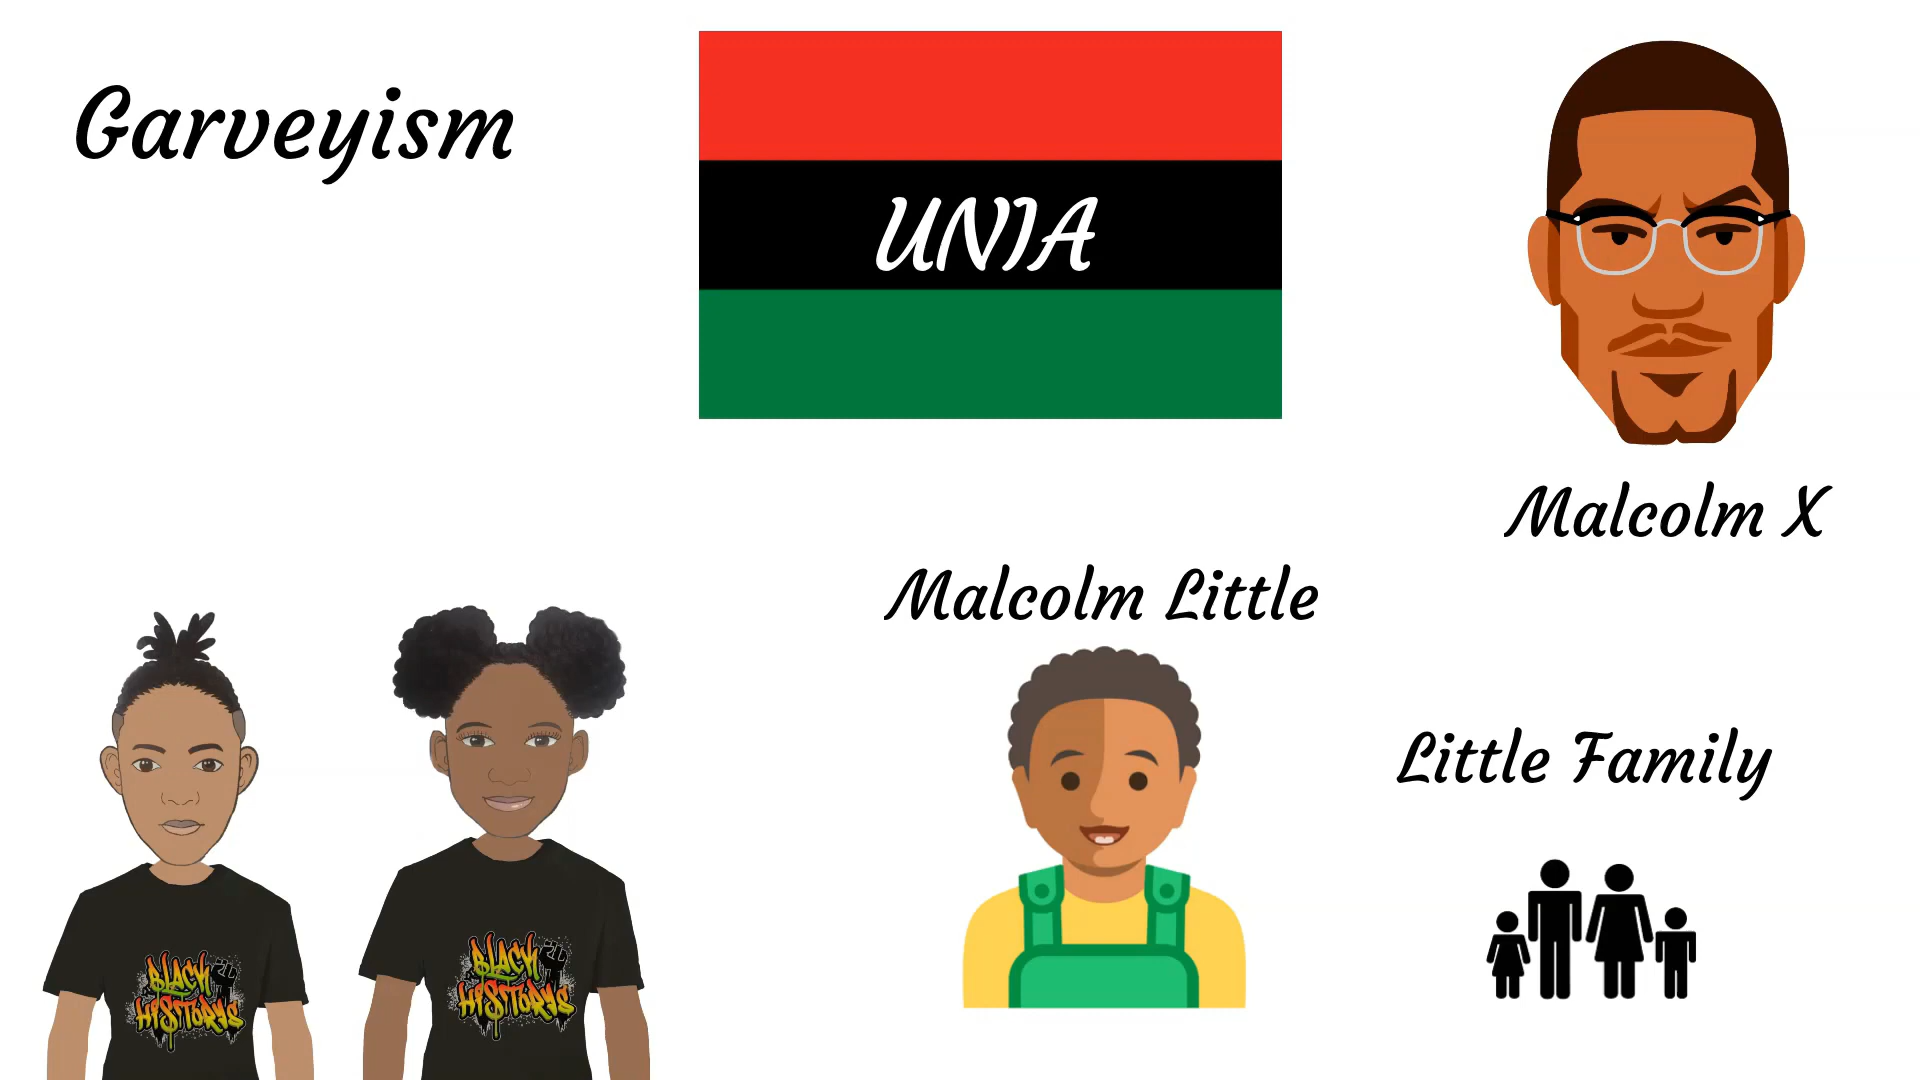 Garveyism
UNIA
Malcolm X
Malcolm Little
Little Family
BLACK
HISTORYS
BLACK
HISTORYS